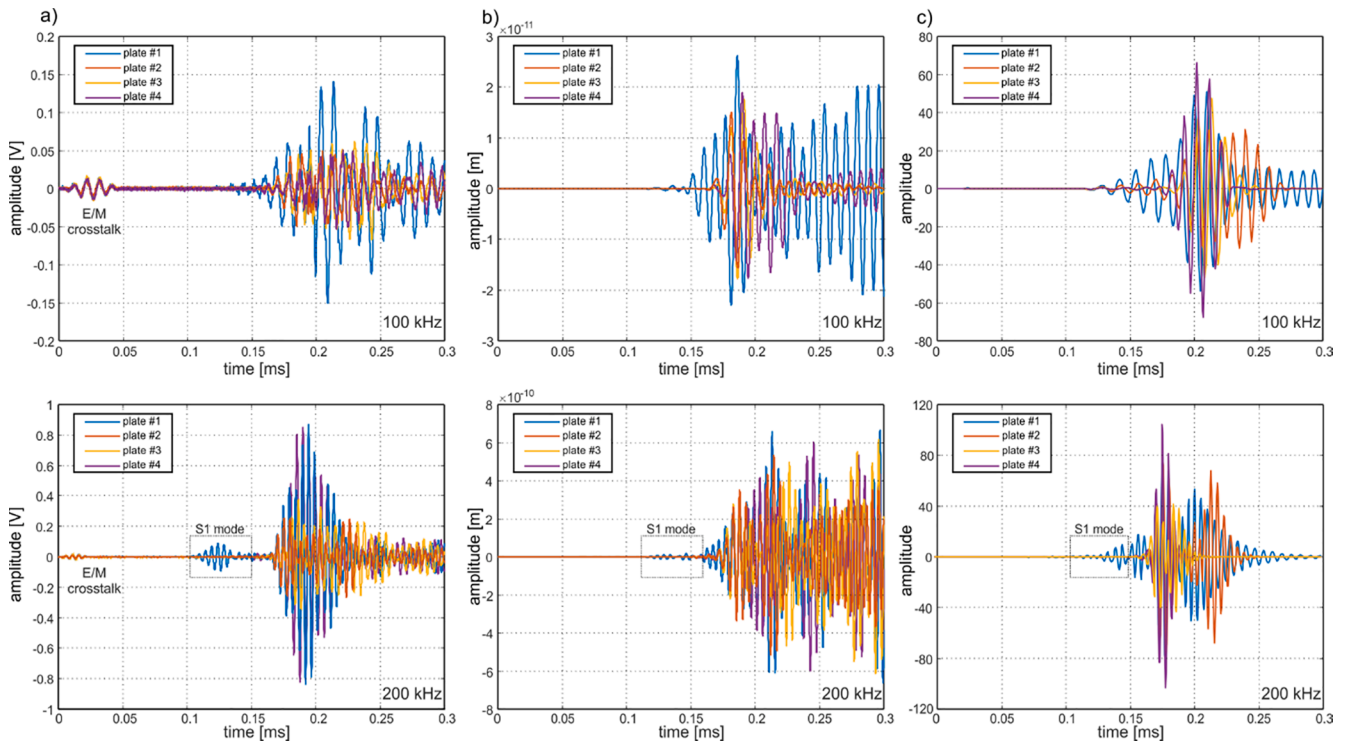 a)
0.2
0.15
0.1
0.05
0
-0.05
-0.1
-0.15
-0.2
amplitude [V]
plate #1
plate #2
plate #3
plate #4
E/M
crosstalk
100 kHz
0 0.05 0.1 0.15 0.2 0.25 0.3
time [ms]
b)
×10⁻¹¹
3
2
1
0
-1
-2
-3
amplitude [m]
plate #1
plate #2
plate #3
plate #4
100 kHz
0 0.05 0.1 0.15 0.2 0.25 0.3
time [ms]
c)
80
60
40
20
0
-20
-40
-60
-80
amplitude
plate #1
plate #2
plate #3
plate #4
100 kHz
0 0.05 0.1 0.15 0.2 0.25 0.3
time [ms]
1
0.8
0.6
0.4
0.2
0
-0.2
-0.4
-0.6
-0.8
-1
amplitude [V]
plate #1
plate #2
plate #3
plate #4
S1 mode
E/M
crosstalk
200 kHz
0 0.05 0.1 0.15 0.2 0.25 0.3
time [ms]
×10⁻¹⁰
8
6
4
2
0
-2
-4
-6
-8
amplitude [m]
plate #1
plate #2
plate #3
plate #4
S1 mode
200 kHz
0 0.05 0.1 0.15 0.2 0.25 0.3
time [ms]
120
80
40
0
-40
-80
-120
amplitude
plate #1
plate #2
plate #3
plate #4
S1 mode
200 kHz
0 0.05 0.1 0.15 0.2 0.25 0.3
time [ms]